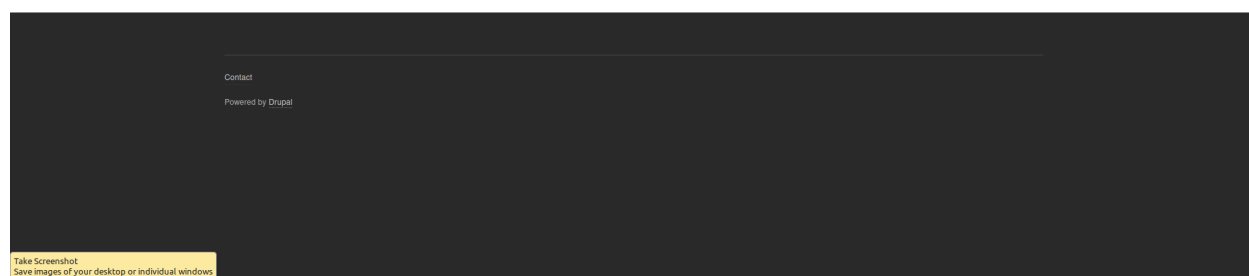 Contact
Powered by Drupal
Take Screenshot
Save images of your desktop or individual windows